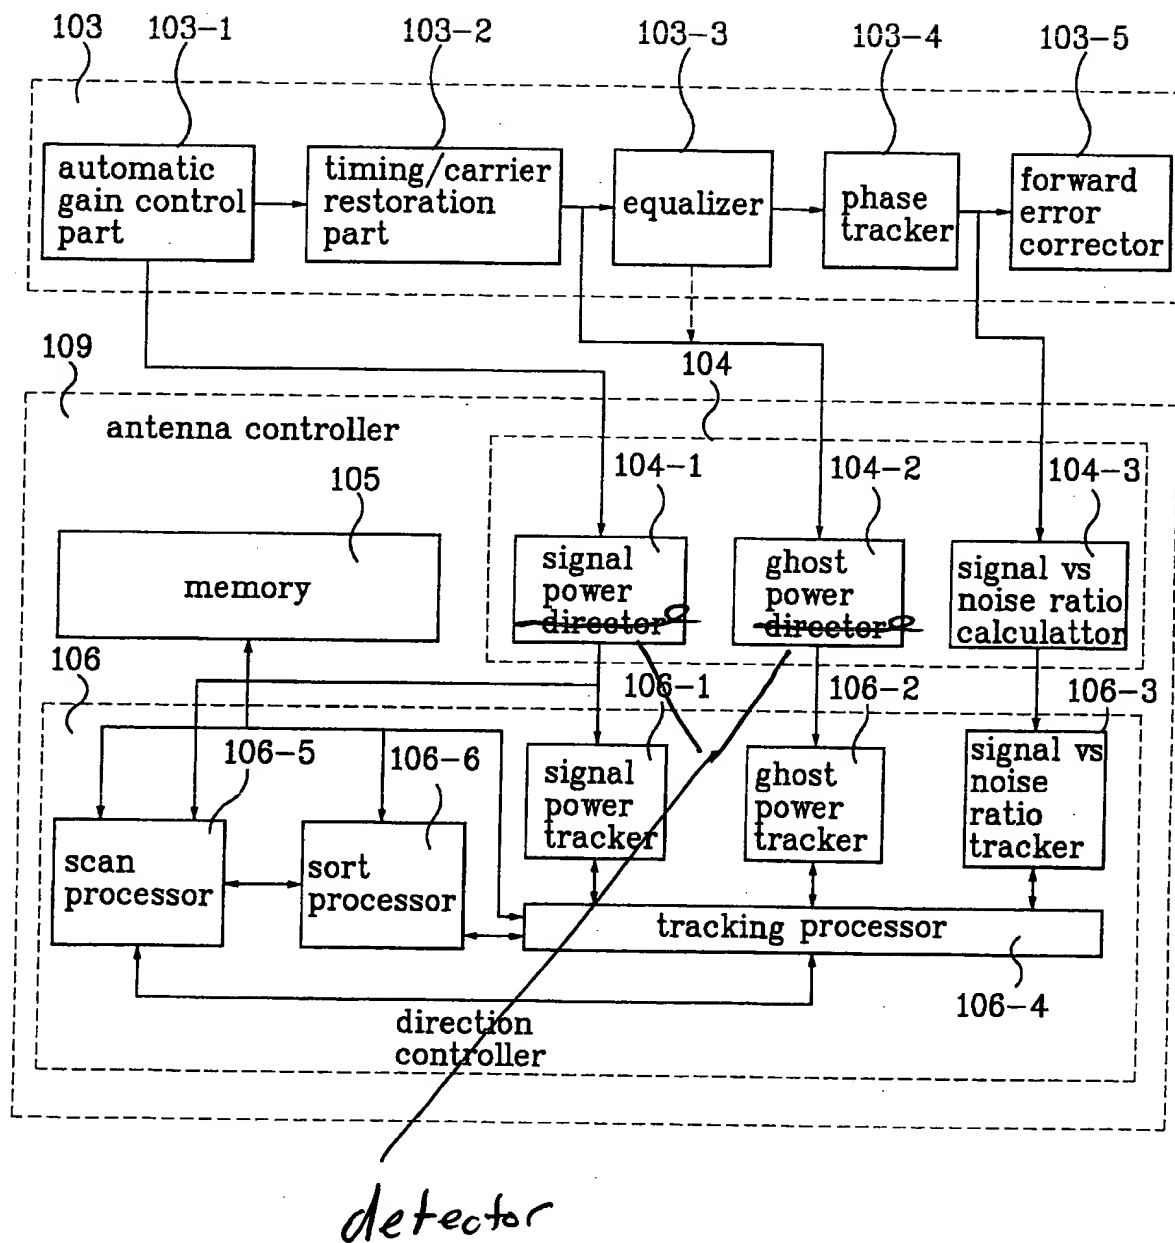 103 103-1 103-2 103-3 103-4 103-5
automatic
gain control
part
timing/carrier
restoration
part
equalizer
phase
tracker
forward
error
corrector
109
104
antenna controller
105
104-1
104-2
104-3
memory
signal
power
director
ghost
power
director
signal vs
noise ratio
calculatton
106
106-1
106-2
106-3
106-5
106-6
signal
power
tracker
ghost
power
tracker
signal vs
noise
ratio
tracker
scan
processor
sort
processor
tracking processor
106-4
direction
controller
detector